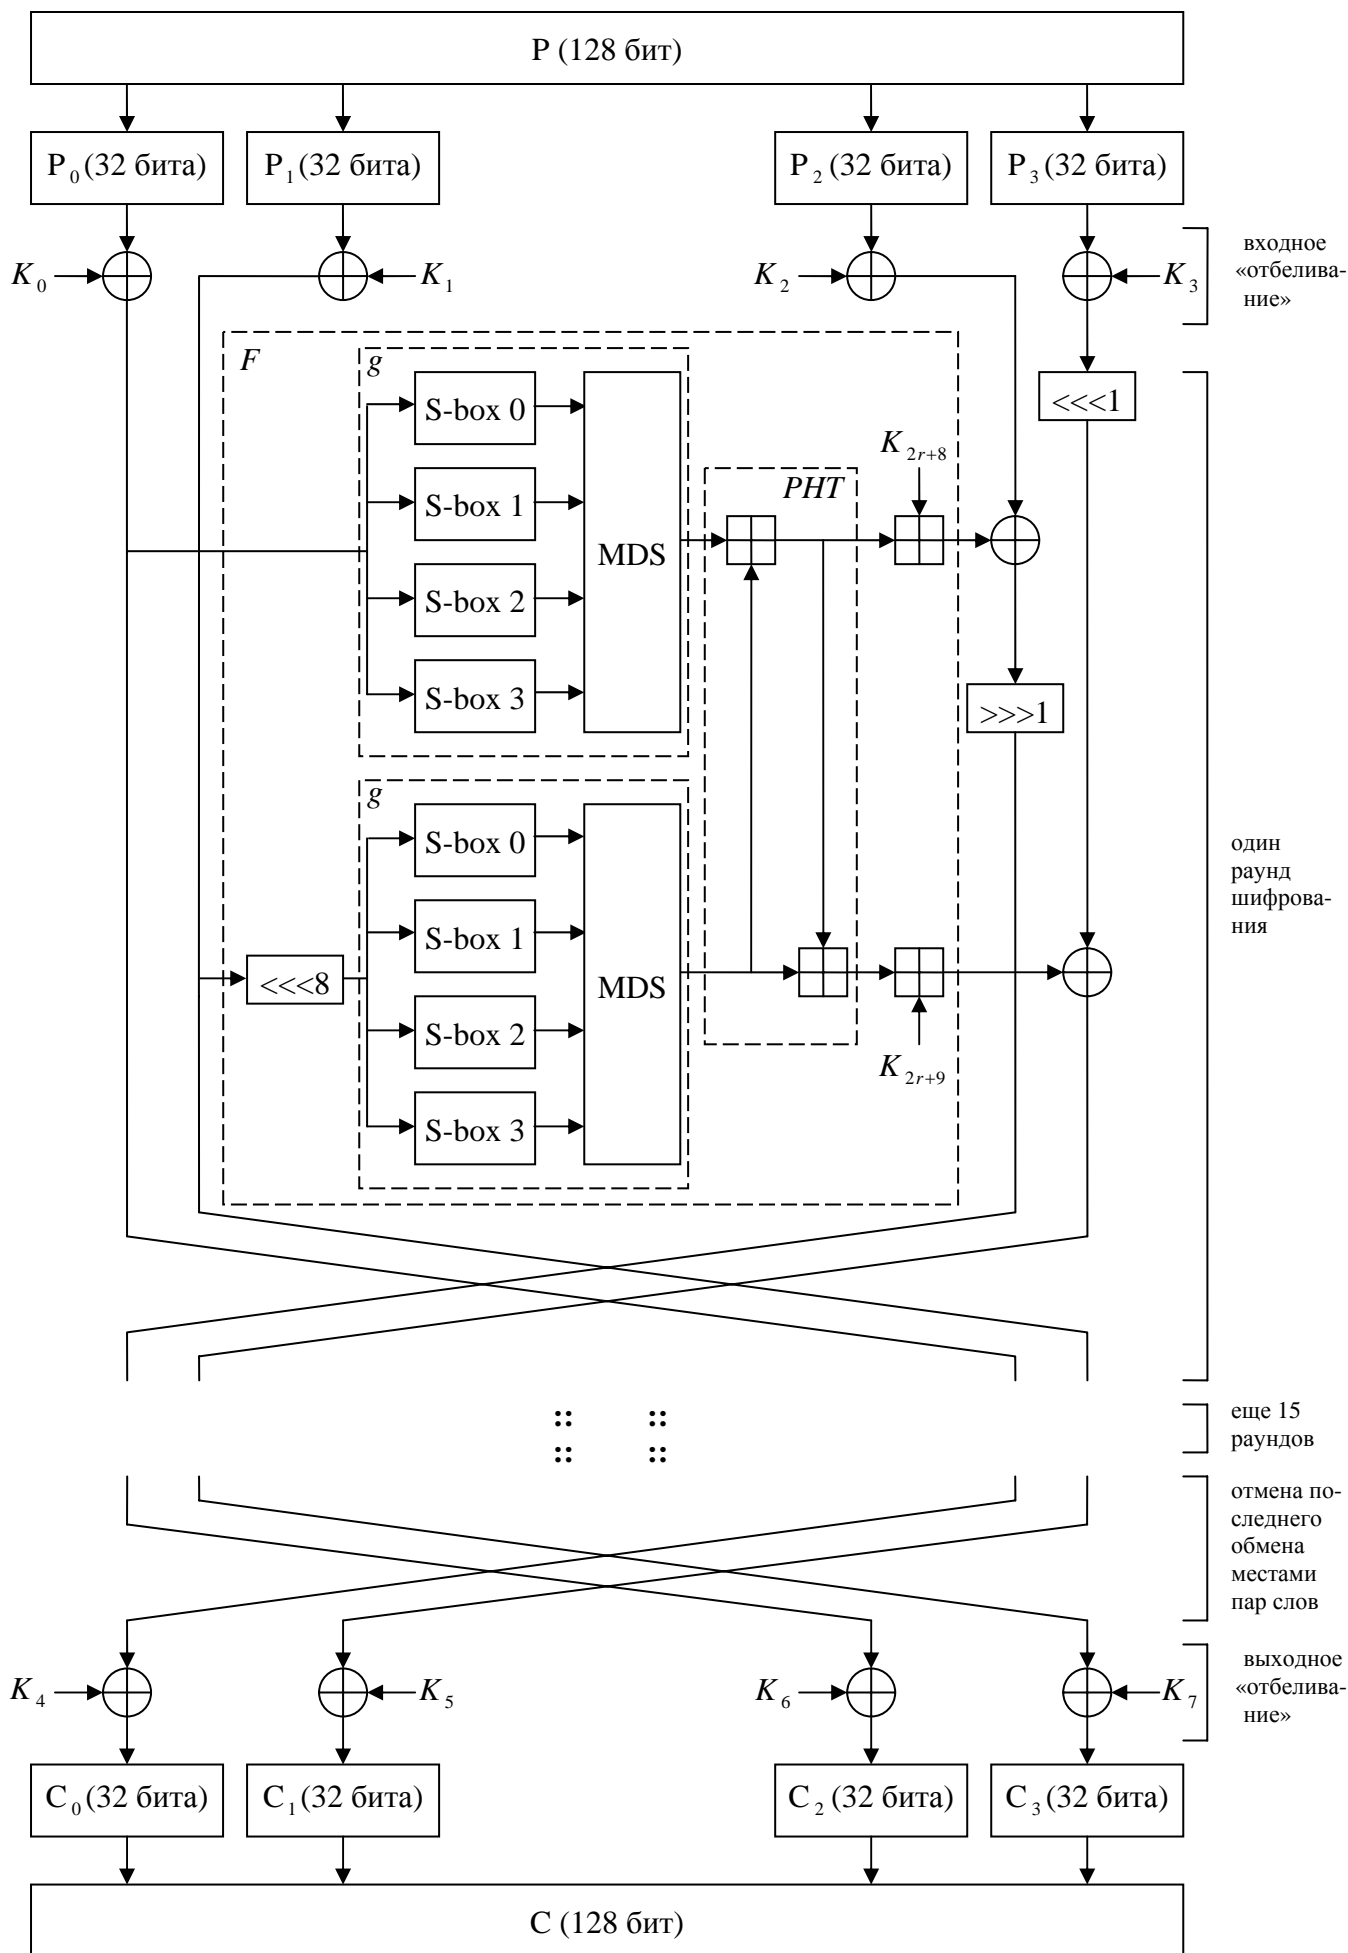 P (128 бит)
P₀ (32 бита)
P₁ (32 бита)
P₂ (32 бита)
P₃ (32 бита)
K₀
K₁
K₂
K₃
входное
«отбелива-
ние»
F
g
S-box 0
S-box 1
S-box 2
S-box 3
MDS
PHT
K₂ᵣ₊₈
<<<1
>>>1
g
<<<8
S-box 0
S-box 1
S-box 2
S-box 3
MDS
K₂ᵣ₊₉
один
раунд
шифрова-
ния
еще 15
раундов
отмена по-
следнего
обмена
местами
пар слов
K₄
K₅
K₆
K₇
выходное
«отбелива-
ние»
C₀ (32 бита)
C₁ (32 бита)
C₂ (32 бита)
C₃ (32 бита)
C (128 бит)